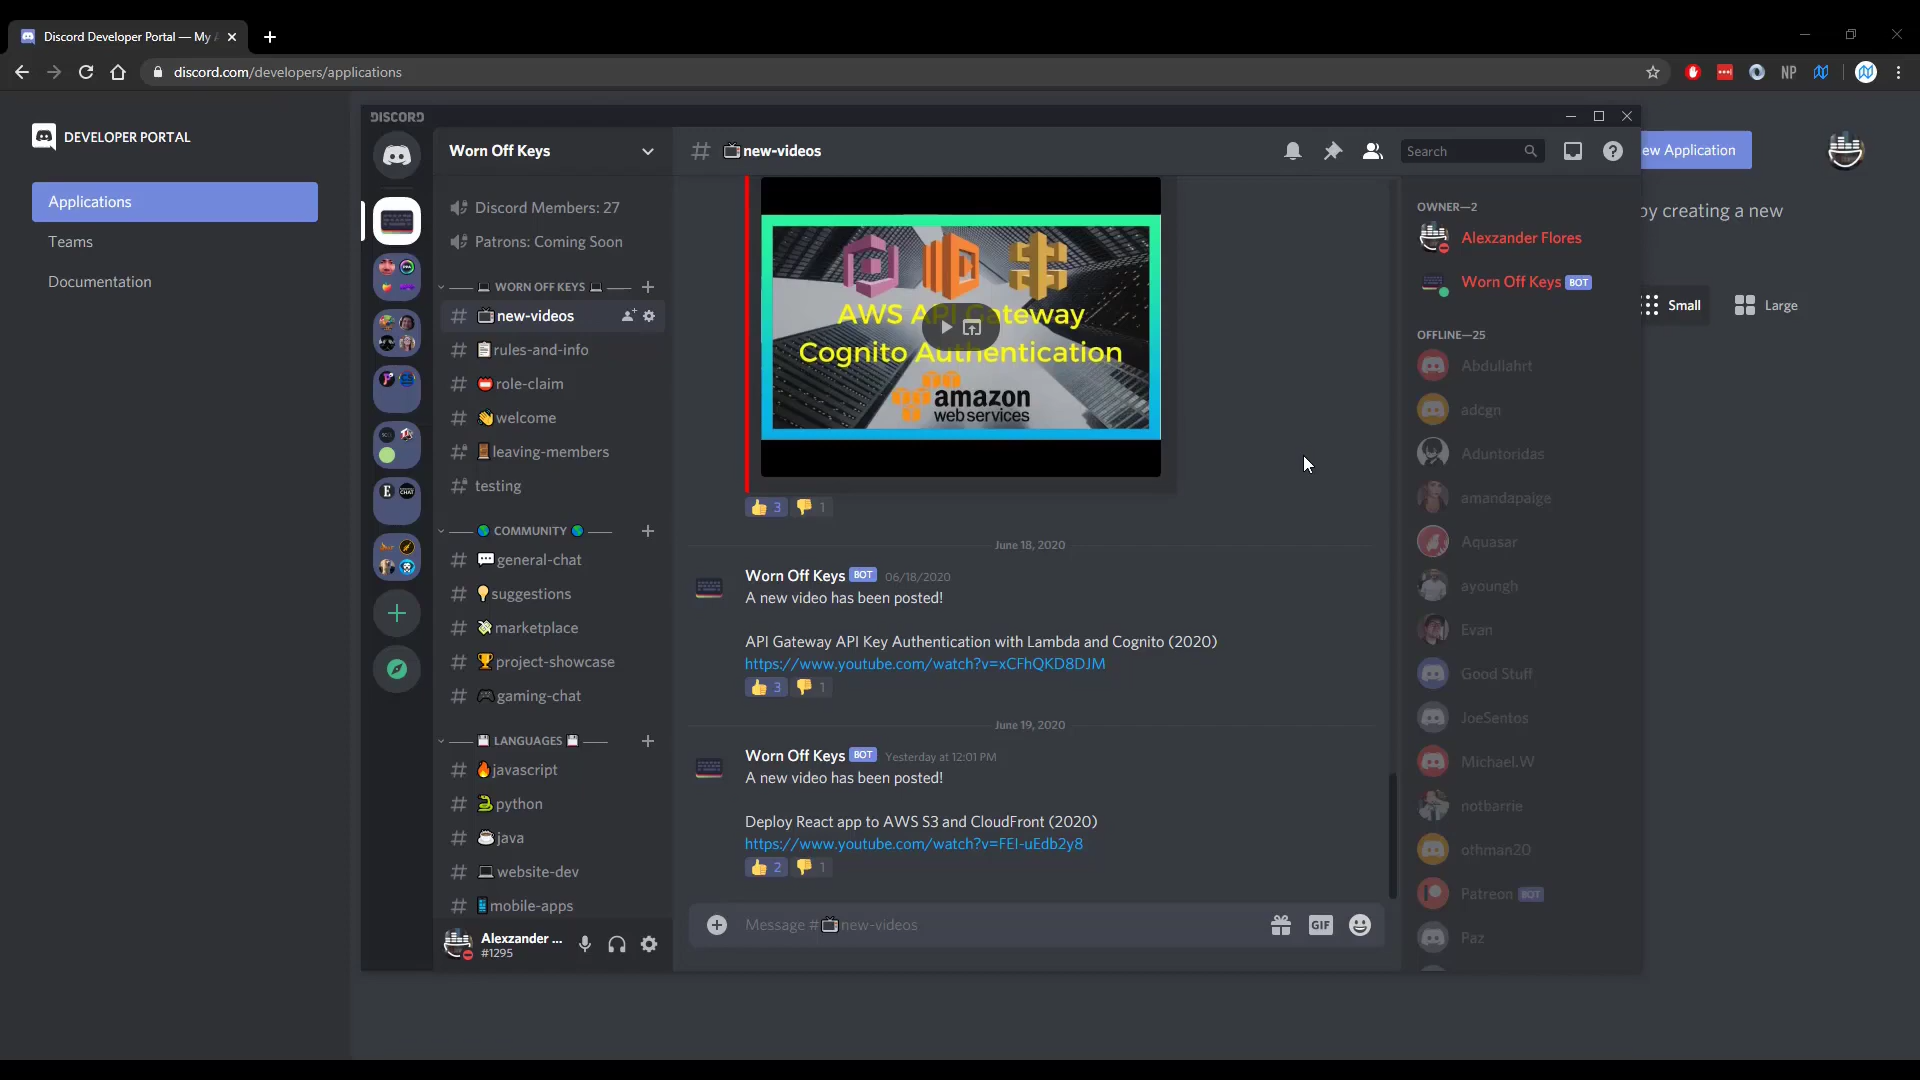 Discord Developer Portal — My A
discord.com/developers/applications
NP
DEVELOPER PORTAL
Applications
Teams
Documentation
ew Application
by creating a new
Small
Large
DISCORD
Worn Off Keys
Discord Members: 27
Patrons: Coming Soon
WORN OFF KEYS
new-videos
rules-and-info
role-claim
welcome
leaving-members
testing
COMMUNITY
general-chat
suggestions
marketplace
project-showcase
gaming-chat
LANGUAGES
javascript
python
java
website-dev
mobile-apps
Alexzander ...
#1295
new-videos
Search
AWS API Gateway
Cognito Authentication
amazon
web services
3 1
June 18, 2020
Worn Off Keys BOT 06/18/2020
A new video has been posted!
API Gateway API Key Authentication with Lambda and Cognito (2020)
https://www.youtube.com/watch?v=xCFhQKD8DJM
3 1
June 19, 2020
Worn Off Keys BOT Yesterday at 12:01 PM
A new video has been posted!
Deploy React app to AWS S3 and CloudFront (2020)
https://www.youtube.com/watch?v=FEI-uEdb2y8
2 1
Message # new-videos
GIF
OWNER—2
Alexzander Flores
Worn Off Keys BOT
OFFLINE—25
Abdullahrt
adcgn
Aduntoridas
amandapaige
Aquasar
ayoungh
Evan
Good Stuff
JoeSentos
Michael.W
notbarrie
othman20
Patreon BOT
Paz